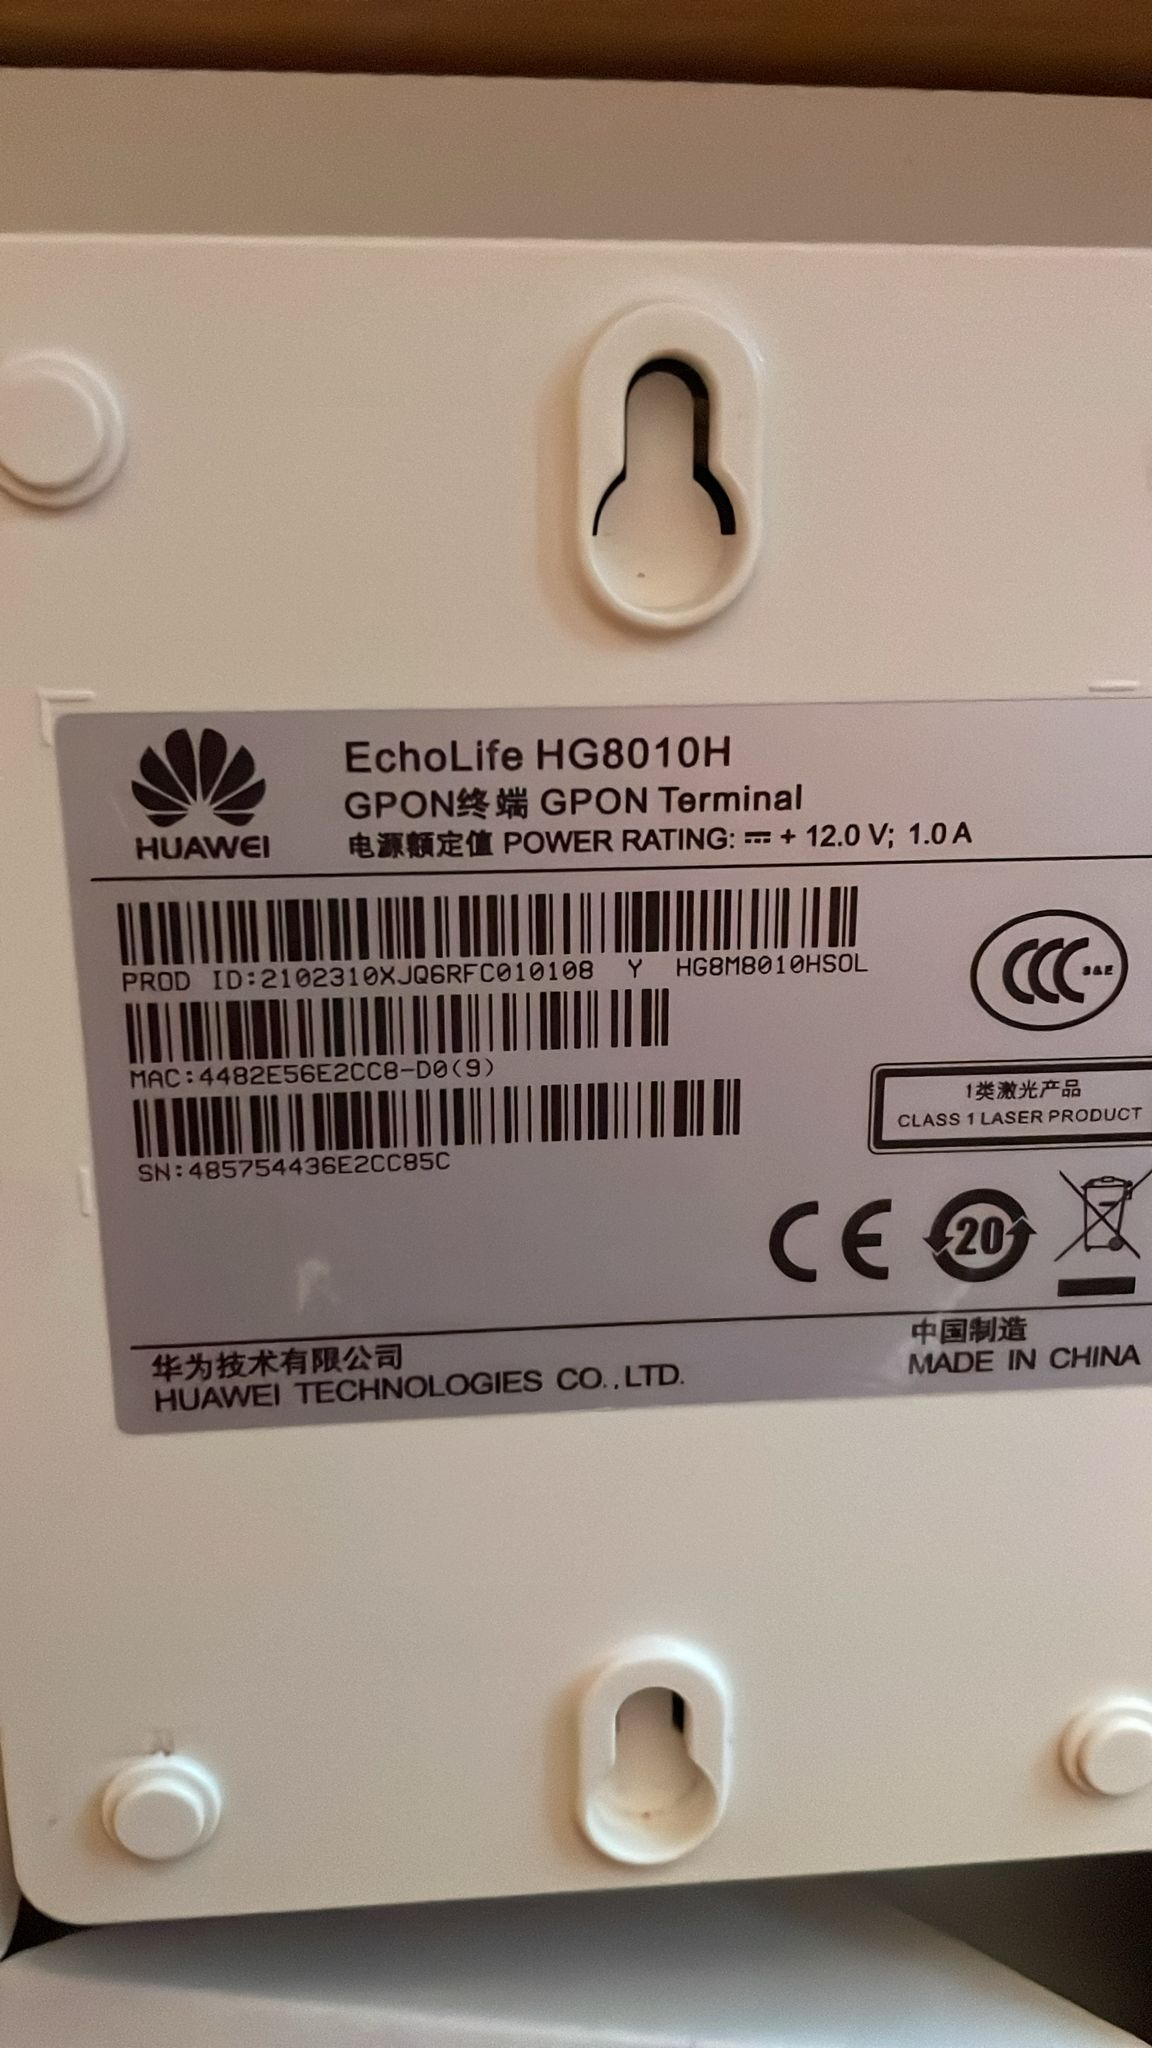 HUAWEI
EchoLife HG8010H
GPON终端 GPON Terminal
电源额定值 POWER RATING: ⎓ + 12.0 V; 1.0 A
PROD ID:2102310XJQ6RFC010108 Y HG8M8010HSOL
MAC:4482E56E2CC8-D0(9)
SN:485754436E2CC85C
CCC S&E
1类激光产品
CLASS 1 LASER PRODUCT
CE
20
华为技术有限公司
HUAWEI TECHNOLOGIES CO.,LTD.
中国制造
MADE IN CHINA